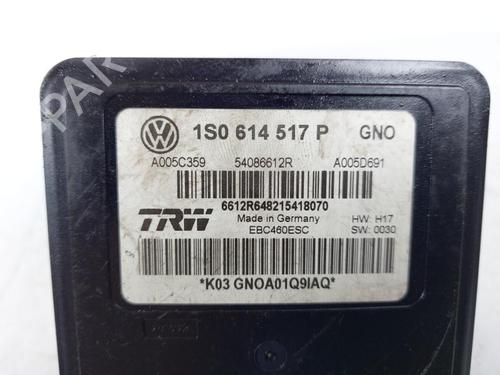 1S0 614 517 P GNO
A005C359 54086612R A005D691
6612R648215418070
TRW Made in Germany HW: H17
EBC460ESC SW: 0030
*K03 GNOA01Q9IAQ*